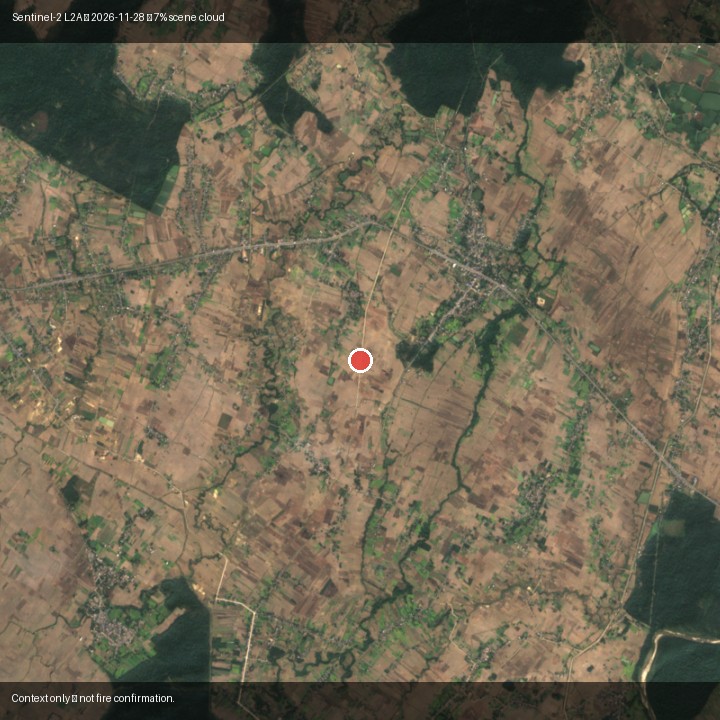 Sentinel-2 L2A▯2026-11-28▯7% scene cloud
Context only▯not fire confirmation.